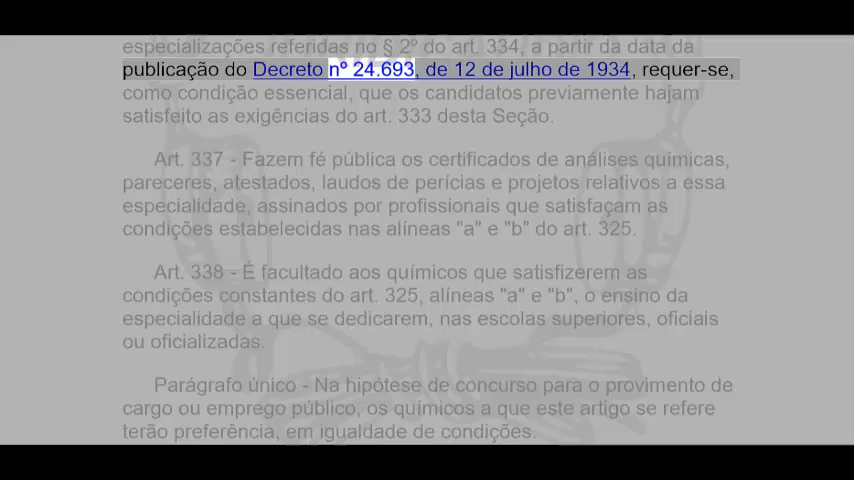 especializações referidas no § 2º do art. 334, a partir da data da
publicação do Decreto nº 24.693, de 12 de julho de 1934, requer-se,
como condição essencial, que os candidatos previamente hajam
satisfeito as exigências do art. 333 desta Seção.
Art. 337 - Fazem fé pública os certificados de análises químicas,
pareceres, atestados, laudos de perícias e projetos relativos a essa
especialidade, assinados por profissionais que satisfaçam as
condições estabelecidas nas alíneas "a" e "b" do art. 325.
Art. 338 - É facultado aos químicos que satisfizerem as
condições constantes do art. 325, alíneas "a" e "b", o ensino da
especialidade a que se dedicarem, nas escolas superiores, oficiais
ou oficializadas.
Parágrafo único - Na hipótese de concurso para o provimento de
cargo ou emprego público, os químicos a que este artigo se refere
terão preferência, em igualdade de condições.